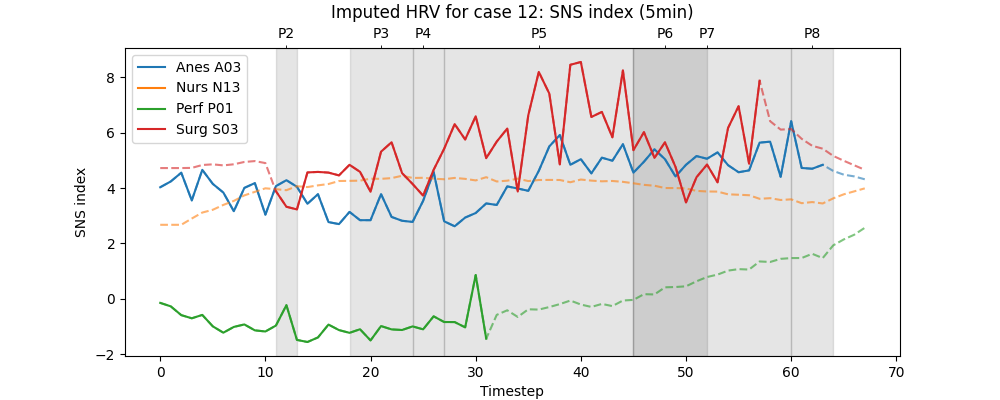 Imputed HRV for case 12: SNS index (5min)
P2 P3 P4 P5 P6 P7 P8
Anes A03
Nurs N13
Perf P01
Surg S03
8
6
4
2
0
−2
SNS index
0 10 20 30 40 50 60 70
Timestep